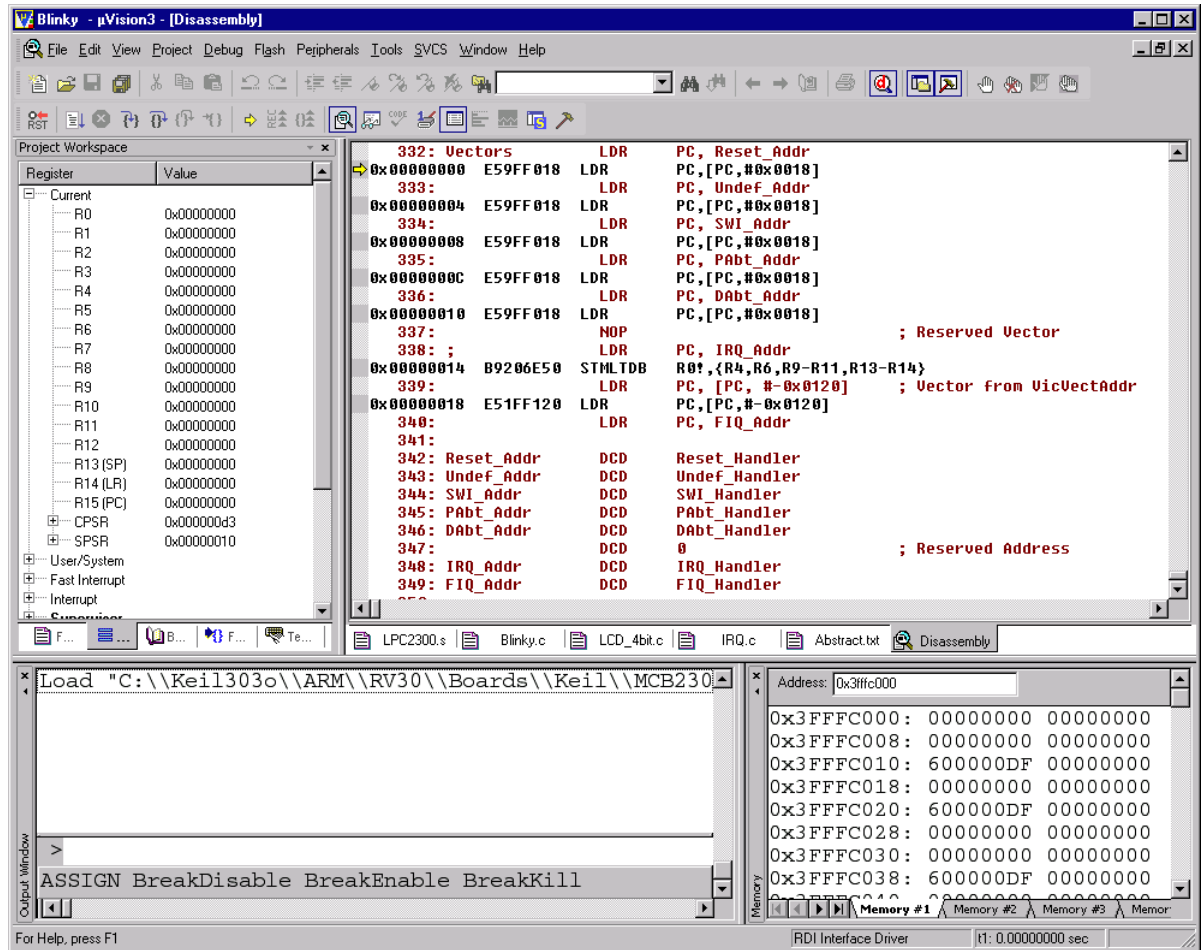 Blinky - µVision3 - [Disassembly]
File Edit View Project Debug Flash Peripherals Tools SVCS Window Help
RST CODE
Project Workspace
Register Value
Current
R0 0x00000000
R1 0x00000000
R2 0x00000000
R3 0x00000000
R4 0x00000000
R5 0x00000000
R6 0x00000000
R7 0x00000000
R8 0x00000000
R9 0x00000000
R10 0x00000000
R11 0x00000000
R12 0x00000000
R13 (SP) 0x00000000
R14 (LR) 0x00000000
R15 (PC) 0x00000000
CPSR 0x000000d3
SPSR 0x00000010
User/System
Fast Interrupt
Interrupt
Supervisor
F... ... B... F... Te...
332: Vectors LDR PC, Reset_Addr
0x00000000 E59FF018 LDR PC,[PC,#0x0018]
333: LDR PC, Undef_Addr
0x00000004 E59FF018 LDR PC,[PC,#0x0018]
334: LDR PC, SWI_Addr
0x00000008 E59FF018 LDR PC,[PC,#0x0018]
335: LDR PC, PAbt_Addr
0x0000000C E59FF018 LDR PC,[PC,#0x0018]
336: LDR PC, DAbt_Addr
0x00000010 E59FF018 LDR PC,[PC,#0x0018]
337: NOP ; Reserved Vector
338: ; LDR PC, IRQ_Addr
0x00000014 B9206E50 STMLTDB R0!,{R4,R6,R9-R11,R13-R14}
339: LDR PC, [PC, #-0x0120] ; Vector from VicVectAddr
0x00000018 E51FF120 LDR PC,[PC,#-0x0120]
340: LDR PC, FIQ_Addr
341:
342: Reset_Addr DCD Reset_Handler
343: Undef_Addr DCD Undef_Handler
344: SWI_Addr DCD SWI_Handler
345: PAbt_Addr DCD PAbt_Handler
346: DAbt_Addr DCD DAbt_Handler
347: DCD 0 ; Reserved Address
348: IRQ_Addr DCD IRQ_Handler
349: FIQ_Addr DCD FIQ_Handler
LPC2300.s Blinky.c LCD_4bit.c IRQ.c Abstract.txt Disassembly
Load "C:\\Keil303o\\ARM\\RV30\\Boards\\Keil\\MCB230
>
ASSIGN BreakDisable BreakEnable BreakKill
Output Window
Address: 0x3fffc000
0x3FFFC000: 00000000 00000000
0x3FFFC008: 00000000 00000000
0x3FFFC010: 600000DF 00000000
0x3FFFC018: 00000000 00000000
0x3FFFC020: 600000DF 00000000
0x3FFFC028: 00000000 00000000
0x3FFFC030: 00000000 00000000
0x3FFFC038: 600000DF 00000000
Memory #1 Memory #2 Memory #3 Memor
Memory
For Help, press F1 RDI Interface Driver t1: 0.00000000 sec